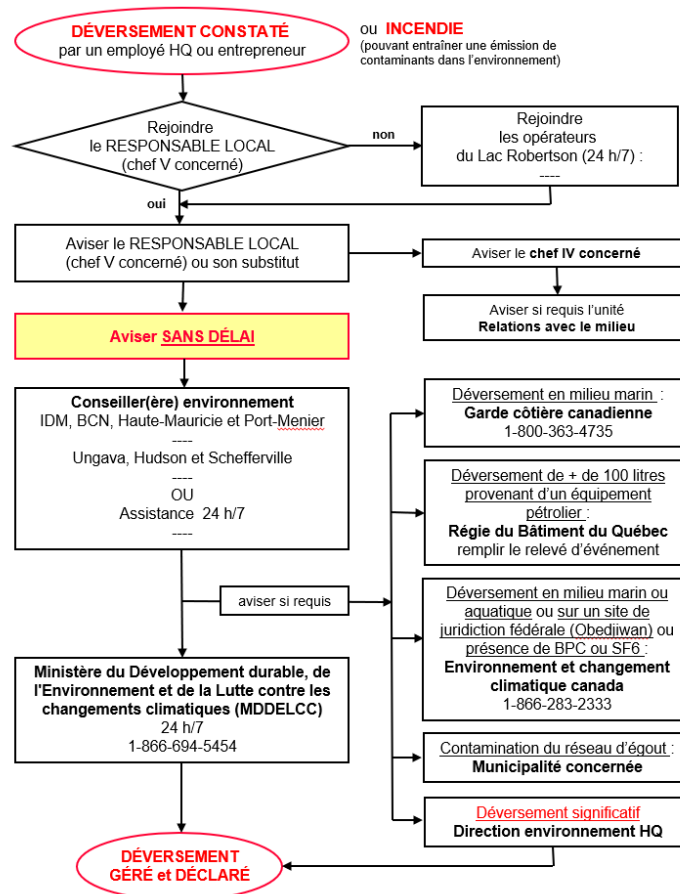 DÉVERSEMENT CONSTATÉ
par un employé HQ ou entrepreneur
ou INCENDIE
(pouvant entraîner une émission de
contaminants dans l'environnement)
Rejoindre
le RESPONSABLE LOCAL
(chef V concerné)
non
Rejoindre
les opérateurs
du Lac Robertson (24 h/7) :
----
oui
Aviser le RESPONSABLE LOCAL
(chef V concerné) ou son substitut
Aviser le chef IV concerné
Aviser si requis l'unité
Relations avec le milieu
Aviser SANS DÉLAI
Conseiller(ère) environnement
IDM, BCN, Haute-Mauricie et Port-Menier
----
Ungava, Hudson et Schefferville
----
OU
Assistance 24 h/7
----
aviser si requis
Déversement en milieu marin :
Garde côtière canadienne
1-800-363-4735
Déversement de + de 100 litres
provenant d'un équipement
pétrolier :
Régie du Bâtiment du Québec
remplir le relevé d'événement
Déversement en milieu marin ou
aquatique ou sur un site de
juridiction fédérale (Obedjiwan) ou
présence de BPC ou SF6 :
Environnement et changement
climatique canada
1-866-283-2333
Contamination du réseau d'égout :
Municipalité concernée
Déversement significatif
Direction environnement HQ
Ministère du Développement durable, de
l'Environnement et de la Lutte contre les
changements climatiques (MDDELCC)
24 h/7
1-866-694-5454
DÉVERSEMENT
GÉRÉ et DÉCLARÉ